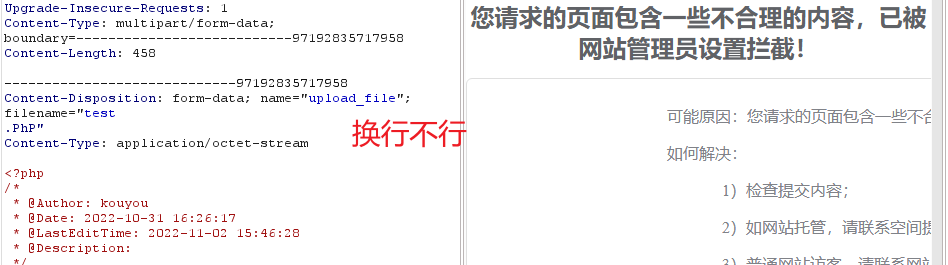 Upgrade-Insecure-Requests: 1
Content-Type: multipart/form-data;
boundary=---------------------------97192835717958
Content-Length: 458
-----------------------------97192835717958
Content-Disposition: form-data; name="upload_file";
filename="test
.PhP"
Content-Type: application/octet-stream
<?php
/*
* @Author: kouyou
* @Date: 2022-10-31 16:26:17
* @LastEditTime: 2022-11-02 15:46:28
* @Description:
*/
换行不行
您请求的页面包含一些不合理的内容，已被
网站管理员设置拦截！
可能原因：您请求的页面包含一些不合
如何解决：
1）检查提交内容；
2）如网站托管，请联系空间提
3）普通网站访客，请联系网站